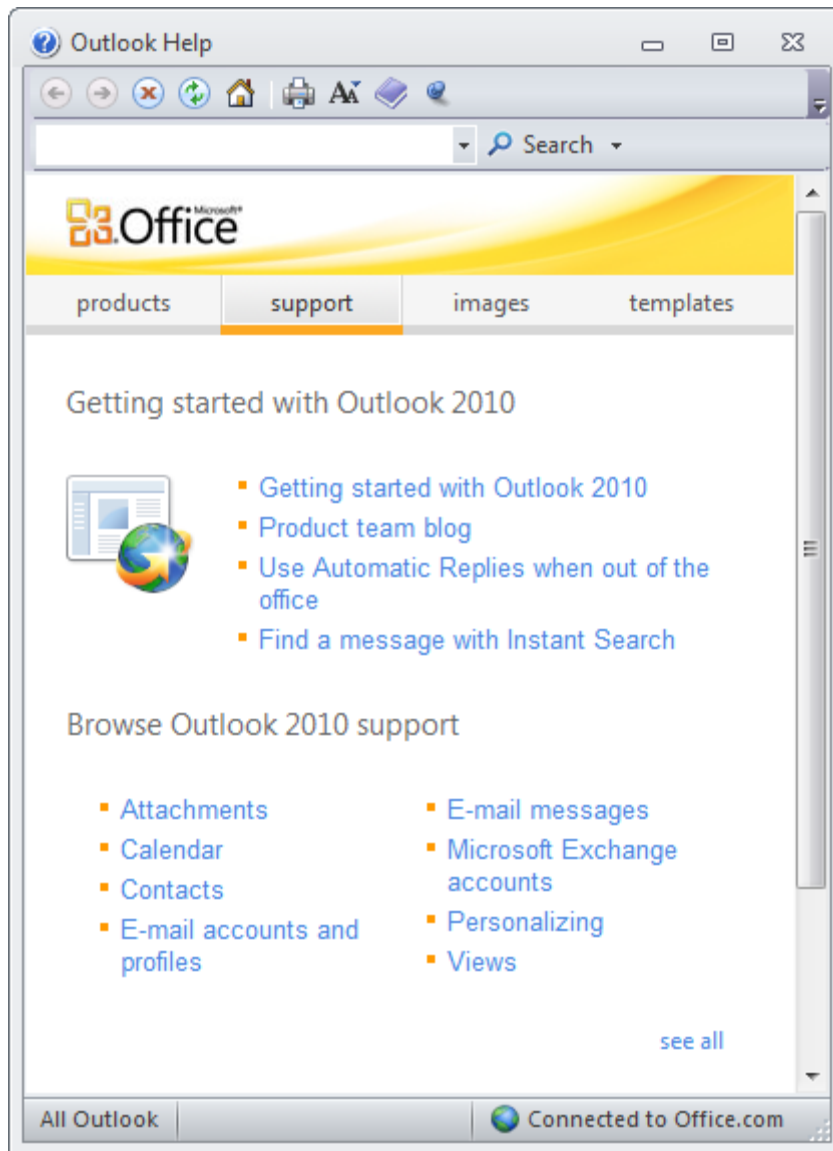 Outlook Help
Search
Microsoft®
Office
products support images templates
Getting started with Outlook 2010
Getting started with Outlook 2010
Product team blog
Use Automatic Replies when out of the
office
Find a message with Instant Search
Browse Outlook 2010 support
Attachments
Calendar
Contacts
E-mail accounts and
profiles
E-mail messages
Microsoft Exchange
accounts
Personalizing
Views
see all
All Outlook
Connected to Office.com